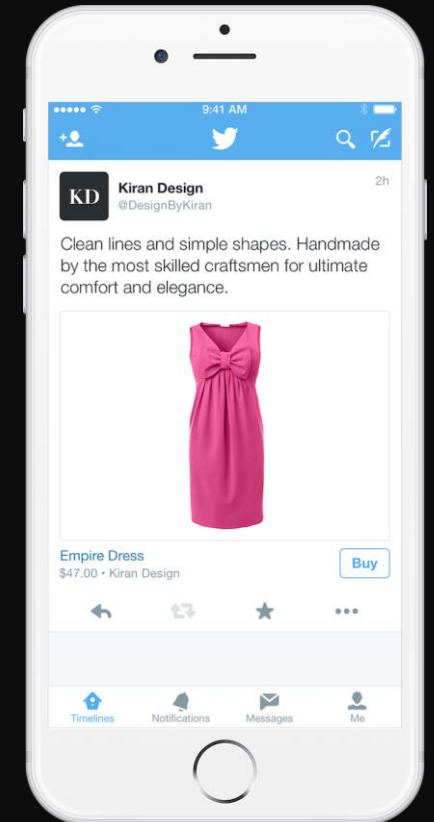 9:41 AM
KD
Kiran Design
2h
@DesignByKiran
Clean lines and simple shapes. Handmade
by the most skilled craftsmen for ultimate
comfort and elegance.
Empire Dress
Buy
$47.00 • Kiran Design
Timelines
Notifications
Messages
Me